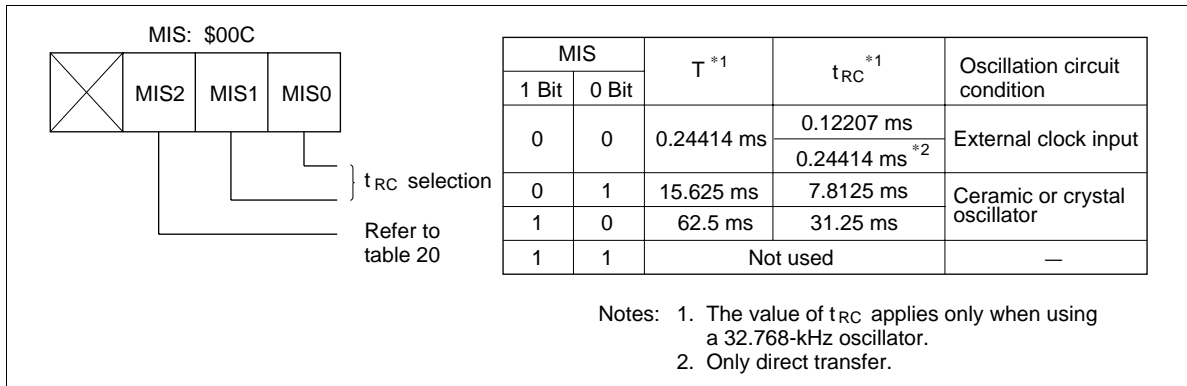 MIS: $00C
MIS2 MIS1 MIS0
t RC selection
Refer to
table 20
MIS T *1 t RC *1 Oscillation circuit condition
1 Bit 0 Bit
0 0 0.24414 ms 0.12207 ms External clock input
0.24414 ms *2
0 1 15.625 ms 7.8125 ms Ceramic or crystal
1 0 62.5 ms 31.25 ms oscillator
1 1 Not used —
Notes: 1. The value of t RC applies only when using
a 32.768-kHz oscillator.
2. Only direct transfer.